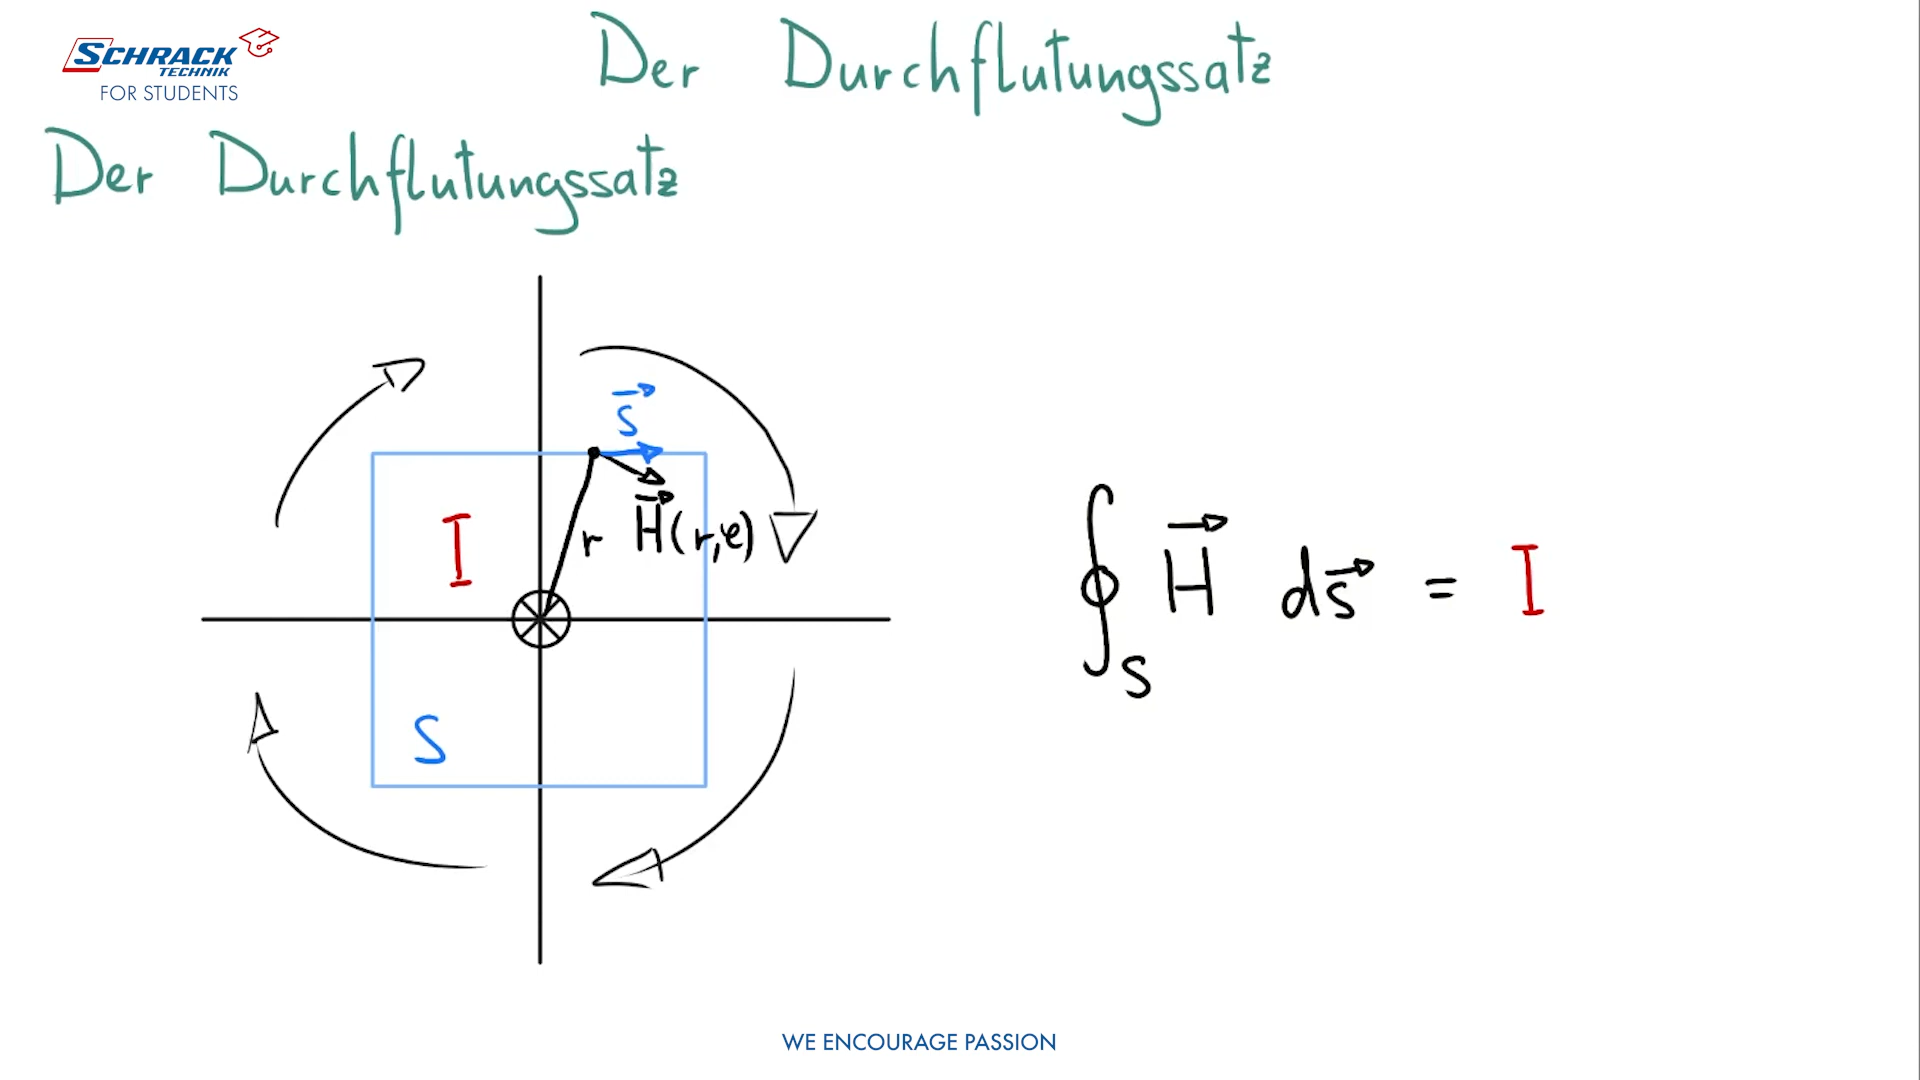 SCHRACK
TECHNIK
FOR STUDENTS
Der Durchflutungssatz
Der Durchflutungssatz
s⃗
I
r H⃗(r,e)
∮S H⃗ ds⃗ = I
S
WE ENCOURAGE PASSION